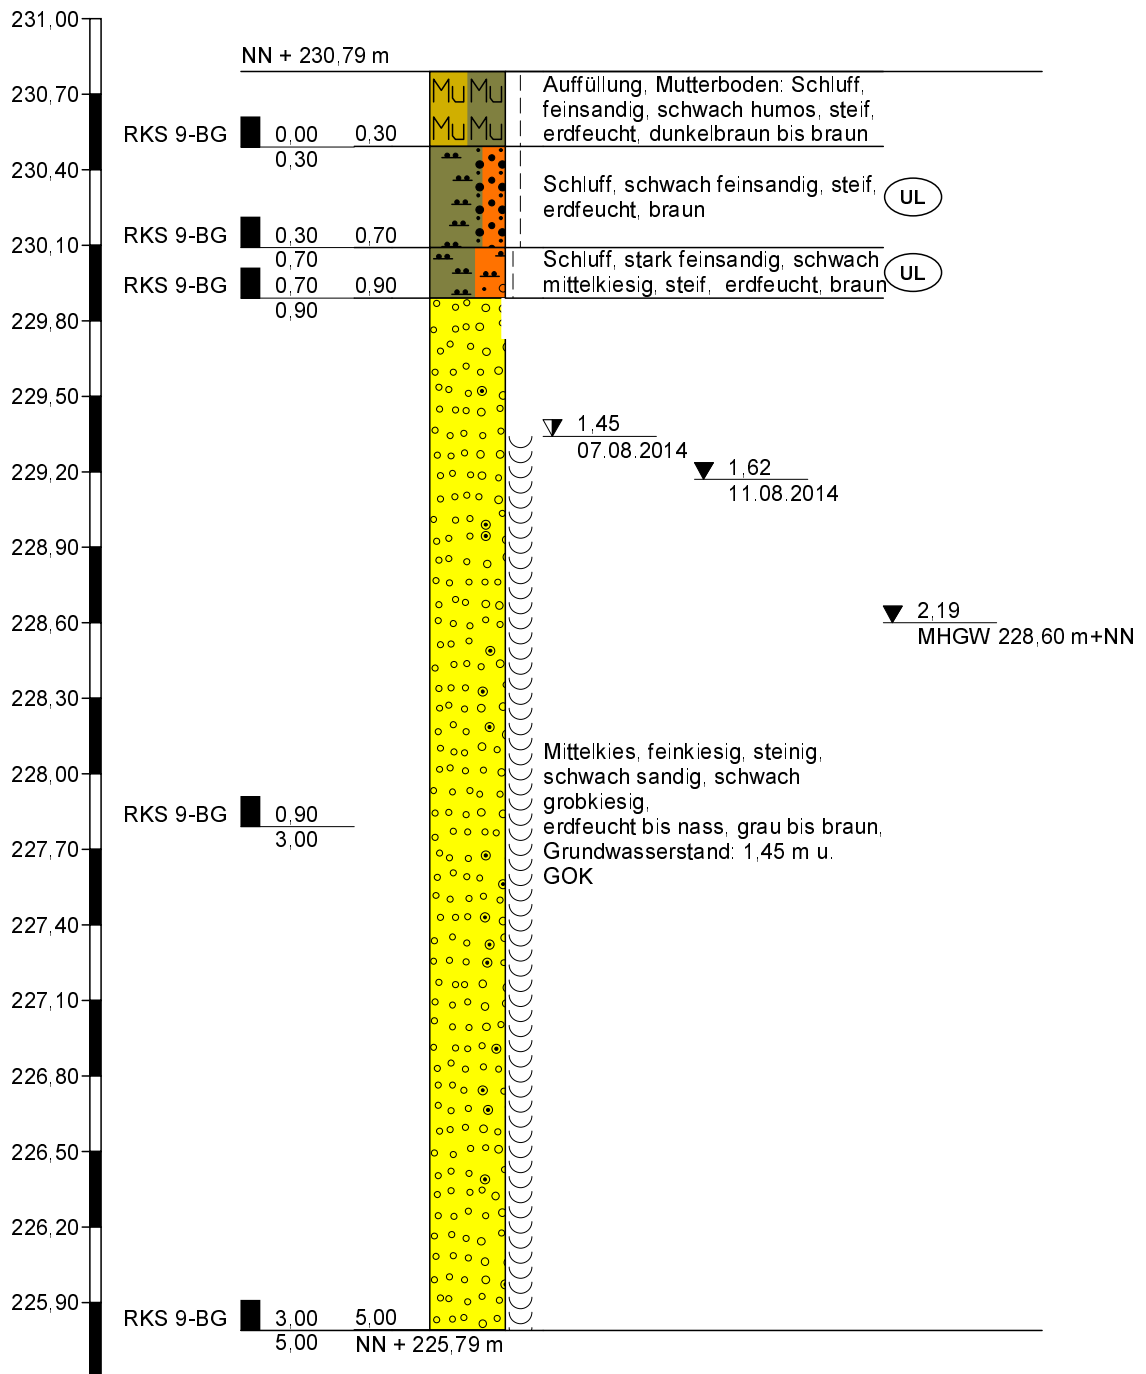 231,00
NN + 230,79 m
230,70
Mu Mu
Mu Mu
Auffüllung, Mutterboden: Schluff,
feinsandig, schwach humos, steif,
erdfeucht, dunkelbraun bis braun
RKS 9-BG
0,00
0,30
0,30
230,40
Schluff, schwach feinsandig, steif,
erdfeucht, braun
UL
RKS 9-BG
0,30
0,70
0,70
230,10
Schluff, stark feinsandig, schwach
mittelkiesig, steif, erdfeucht, braun
UL
RKS 9-BG
0,70
0,90
0,90
229,80
229,50
1,45
07.08.2014
229,20
1,62
11.08.2014
228,90
228,60
2,19
MHGW 228,60 m+NN
228,30
228,00
Mittelkies, feinkiesig, steinig,
schwach sandig, schwach
grobkiesig,
erdfeucht bis nass, grau bis braun,
Grundwasserstand: 1,45 m u.
GOK
RKS 9-BG
0,90
3,00
227,70
227,40
227,10
226,80
226,50
226,20
225,90
RKS 9-BG
3,00
5,00
5,00
NN + 225,79 m